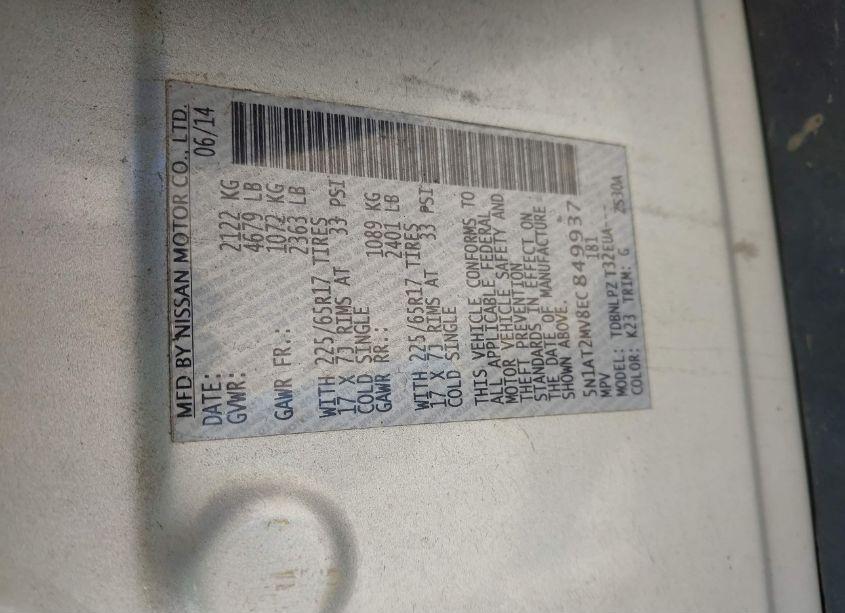 MFD BY NISSAN MOTOR CO., LTD.
DATE: 06/14
GVWR: 2122 KG
4679 LB
GAWR FR.: 1072 KG
2363 LB
WITH 225/65R17 TIRES
17 X 7J RIMS AT 33 PSI
COLD SINGLE
GAWR RR.: 1089 KG
2401 LB
WITH 225/65R17 TIRES
17 X 7J RIMS AT 33 PSI
COLD SINGLE
THIS VEHICLE CONFORMS TO
ALL APPLICABLE FEDERAL
MOTOR VEHICLE SAFETY AND
THEFT PREVENTION
STANDARDS IN EFFECT ON
THE DATE OF MANUFACTURE
SHOWN ABOVE.
5N1AT2MV8EC849937
MPV 181
MODEL: TDBNLPZ T32EUA---
COLOR: K23 TRIM: G